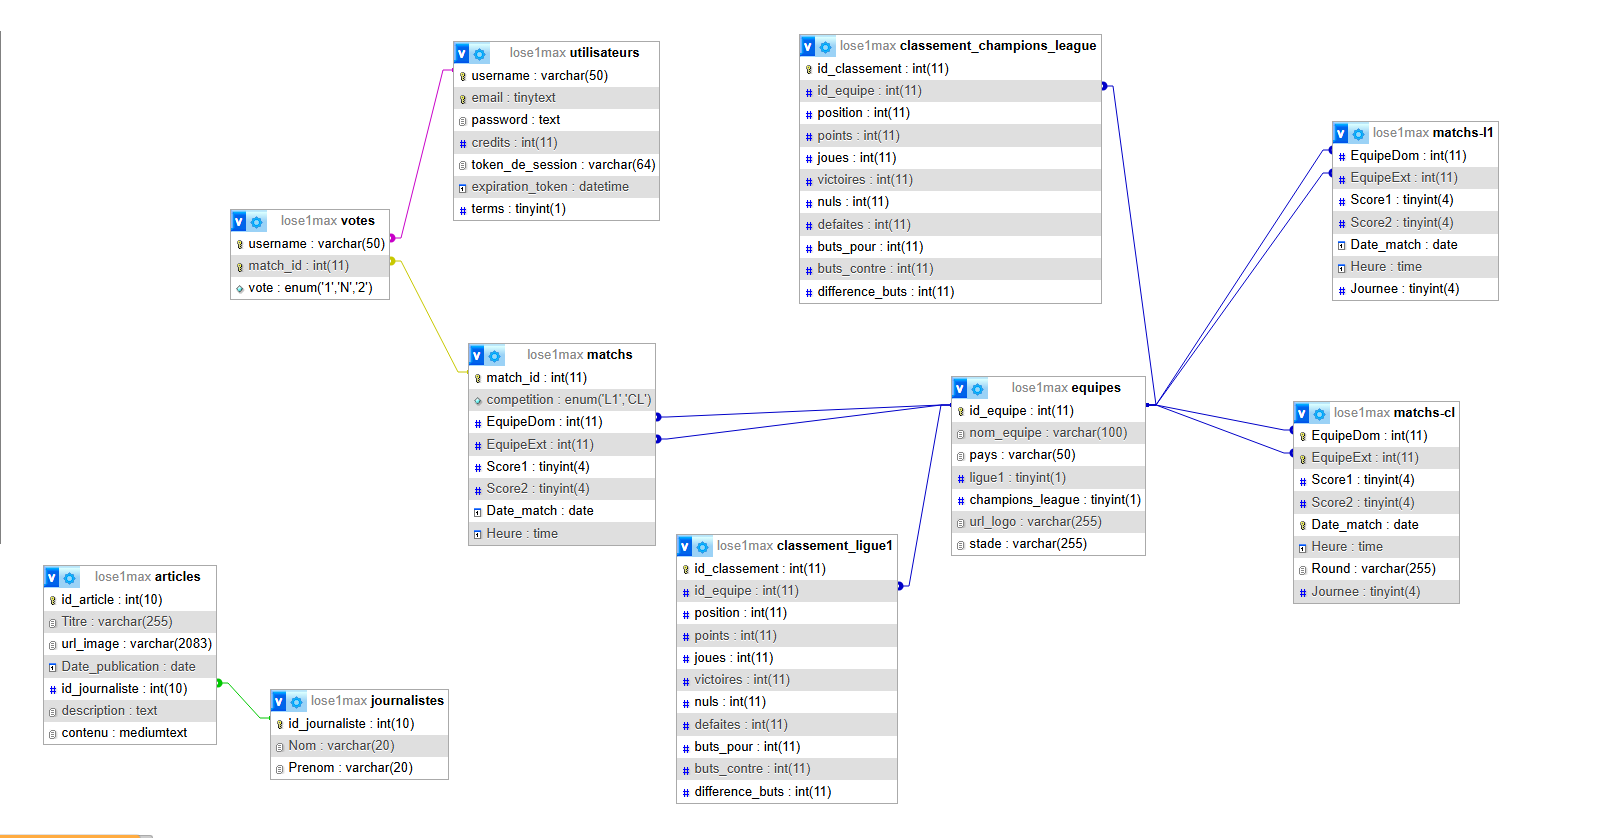 lose1max utilisateurs
username : varchar(50)
email : tinytext
password : text
credits : int(11)
token_de_session : varchar(64)
expiration_token : datetime
terms : tinyint(1)
lose1max classement_champions_league
id_classement : int(11)
id_equipe : int(11)
position : int(11)
points : int(11)
joues : int(11)
victoires : int(11)
nuls : int(11)
defaites : int(11)
buts_pour : int(11)
buts_contre : int(11)
difference_buts : int(11)
lose1max matchs-l1
EquipeDom : int(11)
EquipeExt : int(11)
Score1 : tinyint(4)
Score2 : tinyint(4)
Date_match : date
Heure : time
Journee : tinyint(4)
lose1max votes
username : varchar(50)
match_id : int(11)
vote : enum('1','N','2')
lose1max matchs
match_id : int(11)
competition : enum('L1','CL')
EquipeDom : int(11)
EquipeExt : int(11)
Score1 : tinyint(4)
Score2 : tinyint(4)
Date_match : date
Heure : time
lose1max equipes
id_equipe : int(11)
nom_equipe : varchar(100)
pays : varchar(50)
ligue1 : tinyint(1)
champions_league : tinyint(1)
url_logo : varchar(255)
stade : varchar(255)
lose1max matchs-cl
EquipeDom : int(11)
EquipeExt : int(11)
Score1 : tinyint(4)
Score2 : tinyint(4)
Date_match : date
Heure : time
Round : varchar(255)
Journee : tinyint(4)
lose1max classement_ligue1
id_classement : int(11)
id_equipe : int(11)
position : int(11)
points : int(11)
joues : int(11)
victoires : int(11)
nuls : int(11)
defaites : int(11)
buts_pour : int(11)
buts_contre : int(11)
difference_buts : int(11)
lose1max articles
id_article : int(10)
Titre : varchar(255)
url_image : varchar(2083)
Date_publication : date
id_journaliste : int(10)
description : text
contenu : mediumtext
lose1max journalistes
id_journaliste : int(10)
Nom : varchar(20)
Prenom : varchar(20)